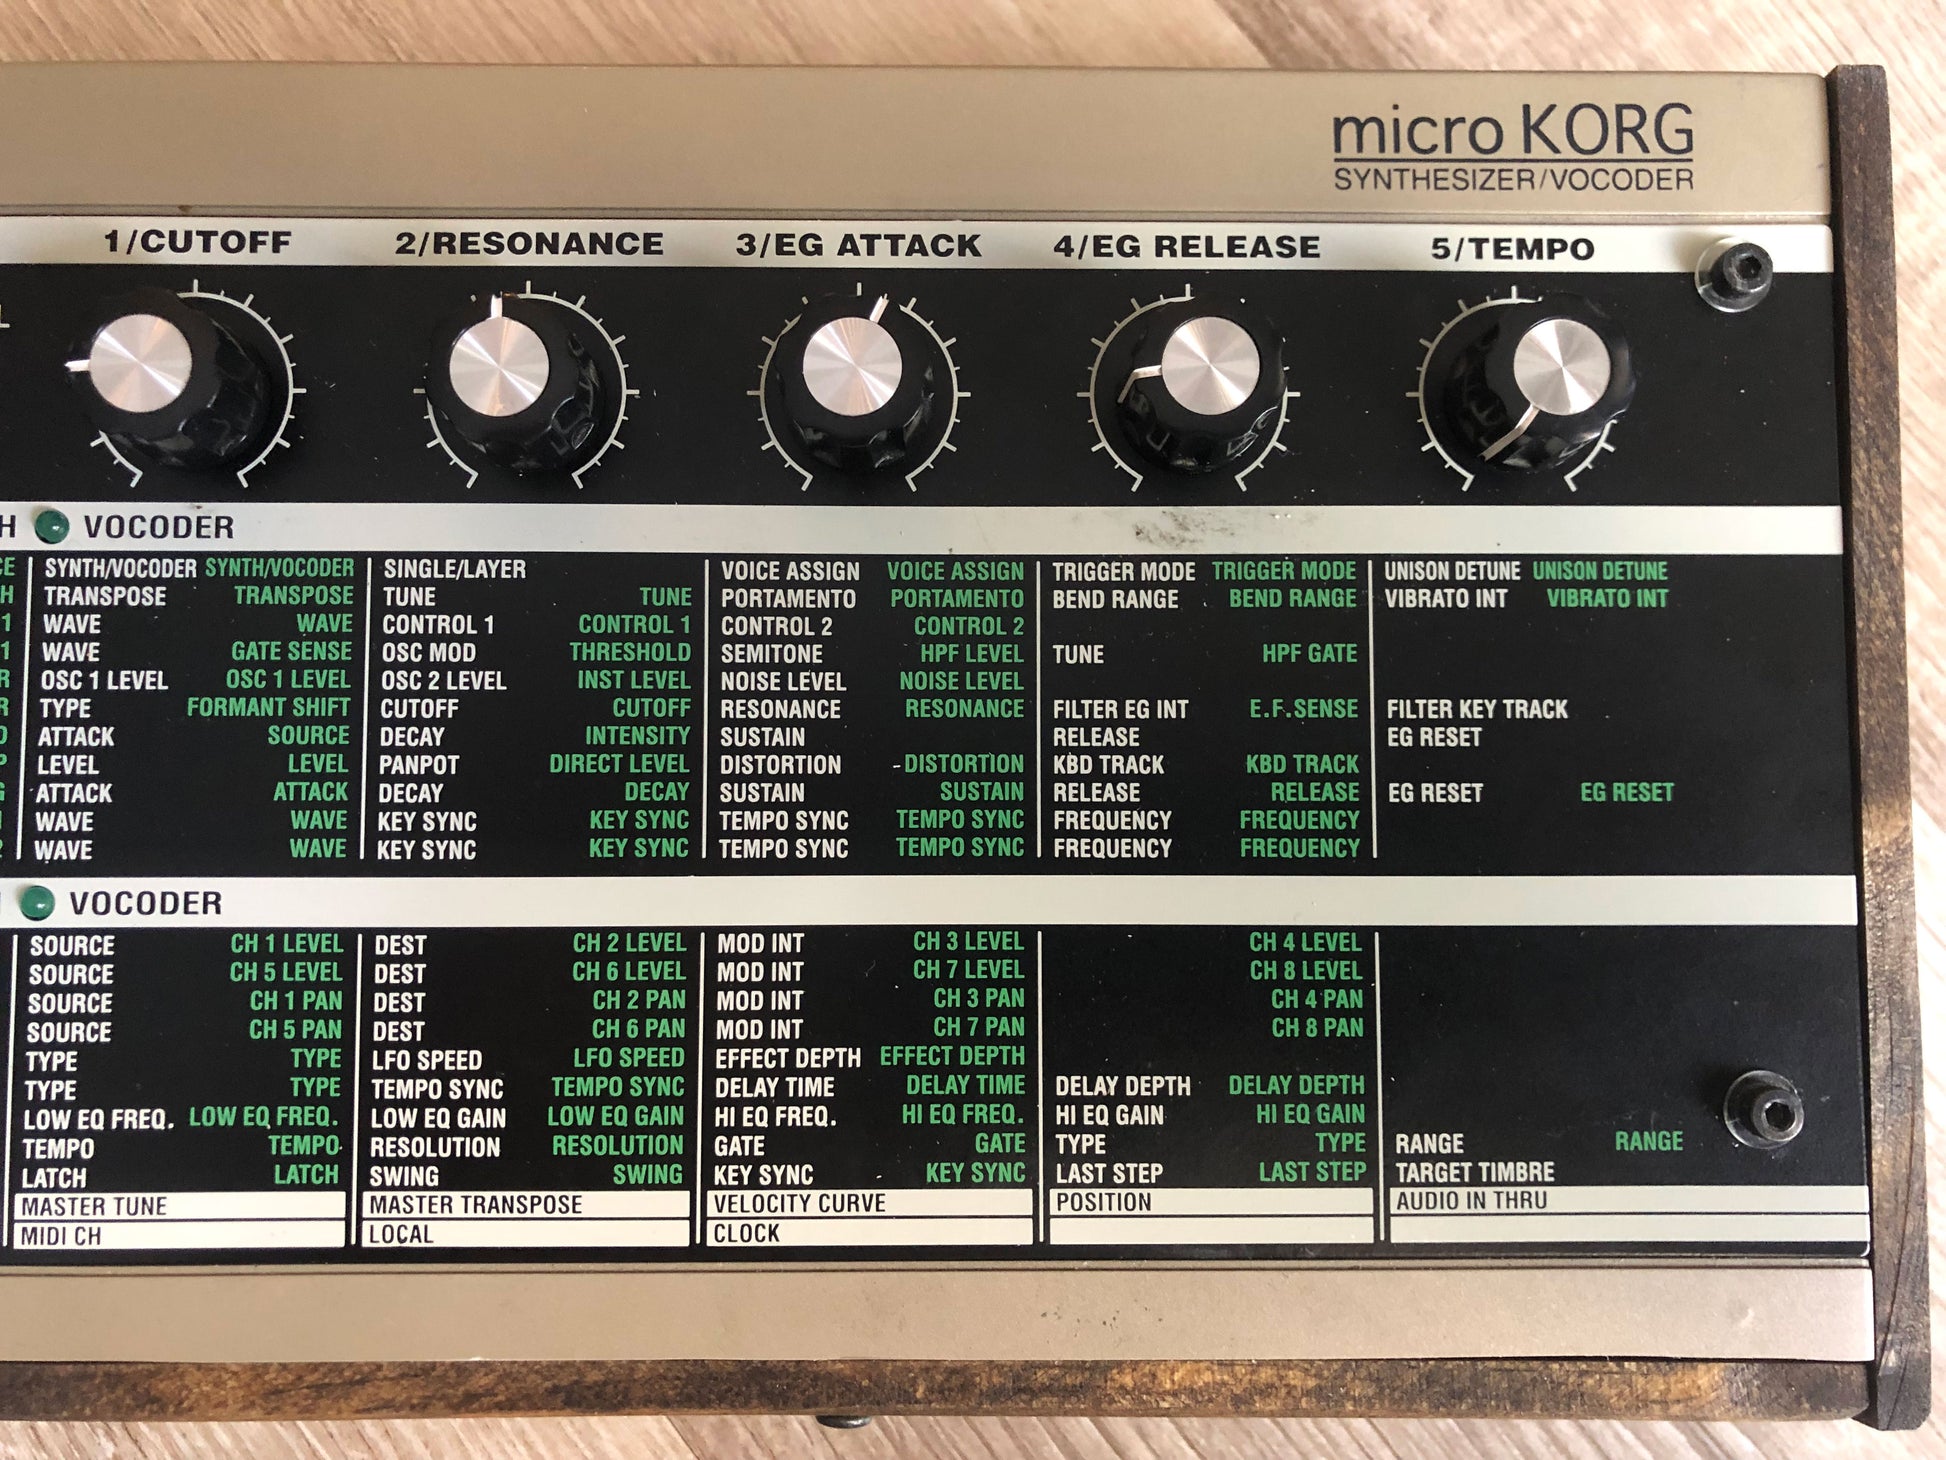 micro KORG
SYNTHESIZER/VOCODER
1/CUTOFF 2/RESONANCE 3/EG ATTACK 4/EG RELEASE 5/TEMPO
VOCODER
SYNTH/VOCODER SYNTH/VOCODER SINGLE/LAYER VOICE ASSIGN VOICE ASSIGN TRIGGER MODE TRIGGER MODE UNISON DETUNE UNISON DETUNE
TRANSPOSE TRANSPOSE TUNE TUNE PORTAMENTO PORTAMENTO BEND RANGE BEND RANGE VIBRATO INT VIBRATO INT
1 WAVE WAVE CONTROL 1 CONTROL 1 CONTROL 2 CONTROL 2
1 WAVE GATE SENSE OSC MOD THRESHOLD SEMITONE HPF LEVEL TUNE HPF GATE
OSC 1 LEVEL OSC 1 LEVEL OSC 2 LEVEL INST LEVEL NOISE LEVEL NOISE LEVEL
TYPE FORMANT SHIFT CUTOFF CUTOFF RESONANCE RESONANCE FILTER EG INT E.F.SENSE FILTER KEY TRACK
ATTACK SOURCE DECAY INTENSITY SUSTAIN RELEASE EG RESET
LEVEL LEVEL PANPOT DIRECT LEVEL DISTORTION DISTORTION KBD TRACK KBD TRACK
ATTACK ATTACK DECAY DECAY SUSTAIN SUSTAIN RELEASE RELEASE EG RESET EG RESET
WAVE WAVE KEY SYNC KEY SYNC TEMPO SYNC TEMPO SYNC FREQUENCY FREQUENCY
WAVE WAVE KEY SYNC KEY SYNC TEMPO SYNC TEMPO SYNC FREQUENCY FREQUENCY
VOCODER
SOURCE CH 1 LEVEL DEST CH 2 LEVEL MOD INT CH 3 LEVEL CH 4 LEVEL
SOURCE CH 5 LEVEL DEST CH 6 LEVEL MOD INT CH 7 LEVEL CH 8 LEVEL
SOURCE CH 1 PAN DEST CH 2 PAN MOD INT CH 3 PAN CH 4 PAN
SOURCE CH 5 PAN DEST CH 6 PAN MOD INT CH 7 PAN CH 8 PAN
TYPE TYPE LFO SPEED LFO SPEED EFFECT DEPTH EFFECT DEPTH
TYPE TYPE TEMPO SYNC TEMPO SYNC DELAY TIME DELAY TIME DELAY DEPTH DELAY DEPTH
LOW EQ FREQ. LOW EQ FREQ. LOW EQ GAIN LOW EQ GAIN HI EQ FREQ. HI EQ FREQ. HI EQ GAIN HI EQ GAIN
TEMPO TEMPO RESOLUTION RESOLUTION GATE GATE TYPE TYPE RANGE RANGE
LATCH LATCH SWING SWING KEY SYNC KEY SYNC LAST STEP LAST STEP TARGET TIMBRE
MASTER TUNE MASTER TRANSPOSE VELOCITY CURVE POSITION AUDIO IN THRU
MIDI CH LOCAL CLOCK